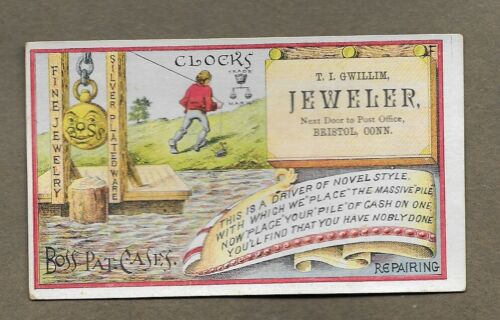 CLOCKS
TRADE
MARK
FINE JEWELRY
SILVER PLATED WARE
BOSS
T. I. GWILLIM,
JEWELER,
Next Door to Post Office,
BRISTOL, CONN.
THIS IS A DRIVER OF NOVEL STYLE,
WITH WHICH WE "PLACE" THE MASSIVE "PILE"
NOW "PLACE" YOUR "PILE" OF CASH ON ONE
YOU'LL FIND THAT YOU HAVE NOBLY DONE
BOSS PAT. CASES.
REPAIRING